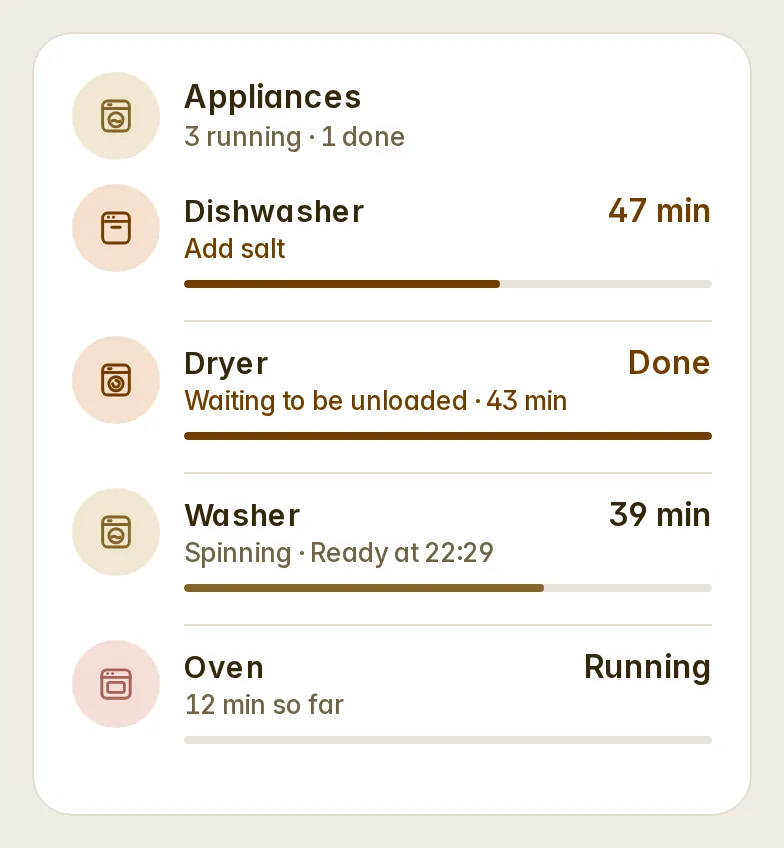 Appliances
3 running · 1 done
Dishwasher 47 min
Add salt
Dryer Done
Waiting to be unloaded · 43 min
Washer 39 min
Spinning · Ready at 22:29
Oven Running
12 min so far